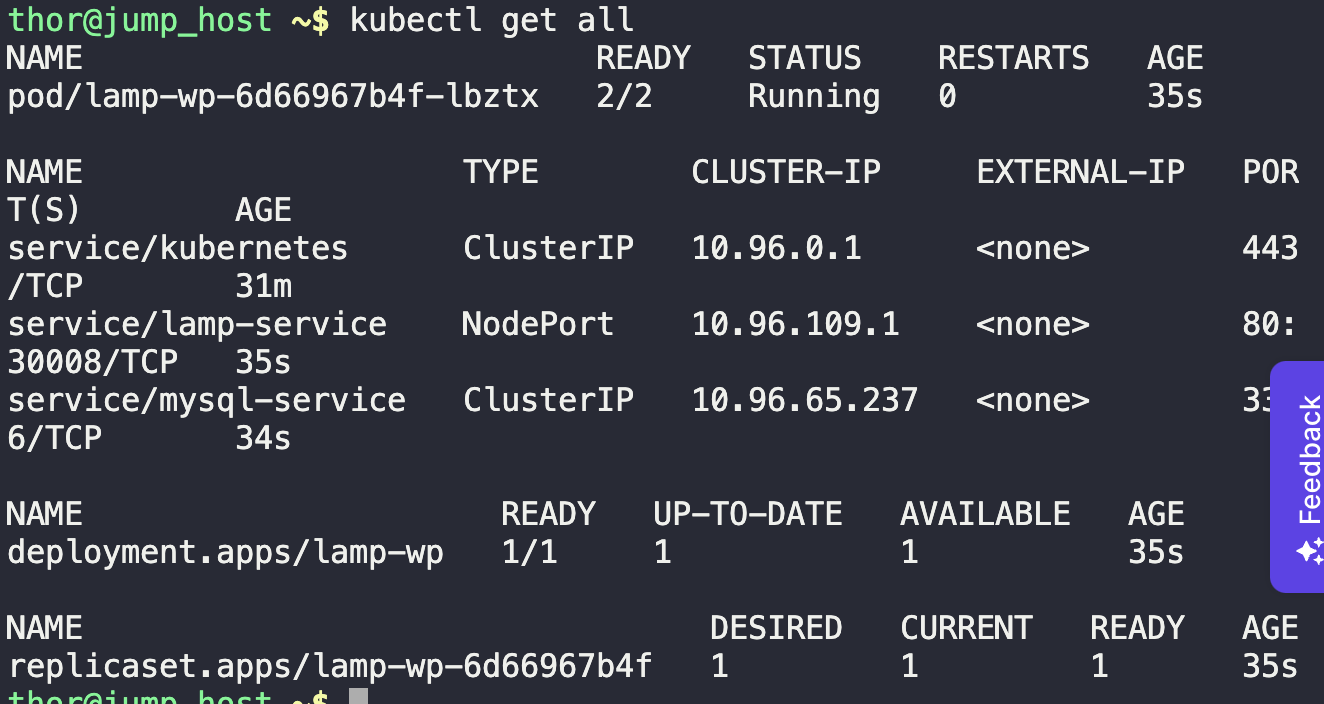 thor@jump_host ~$ kubectl get all
NAME                           READY   STATUS    RESTARTS   AGE
pod/lamp-wp-6d66967b4f-lbztx   2/2     Running   0          35s

NAME                    TYPE        CLUSTER-IP     EXTERNAL-IP   POR
T(S)        AGE
service/kubernetes      ClusterIP   10.96.0.1      <none>        443
/TCP        31m
service/lamp-service    NodePort    10.96.109.1    <none>        80:
30008/TCP   35s
service/mysql-service   ClusterIP   10.96.65.237   <none>        33
6/TCP       34s

NAME                      READY   UP-TO-DATE   AVAILABLE   AGE
deployment.apps/lamp-wp   1/1     1            1           35s

NAME                                 DESIRED   CURRENT   READY   AGE
replicaset.apps/lamp-wp-6d66967b4f   1         1         1       35s
thor@jump_host ~$
Feedback